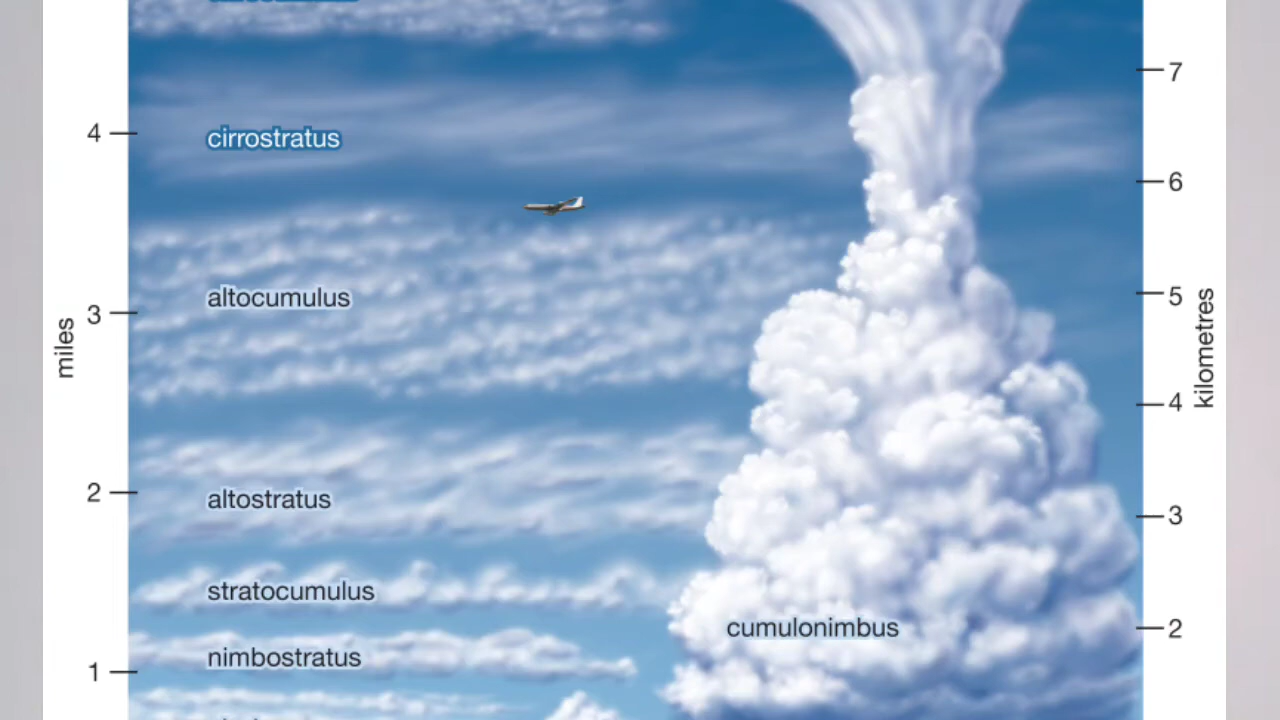 7
4
cirrostratus
6
altocumulus
5
3
miles
kilometres
4
2
altostratus
3
stratocumulus
cumulonimbus
2
nimbostratus
1